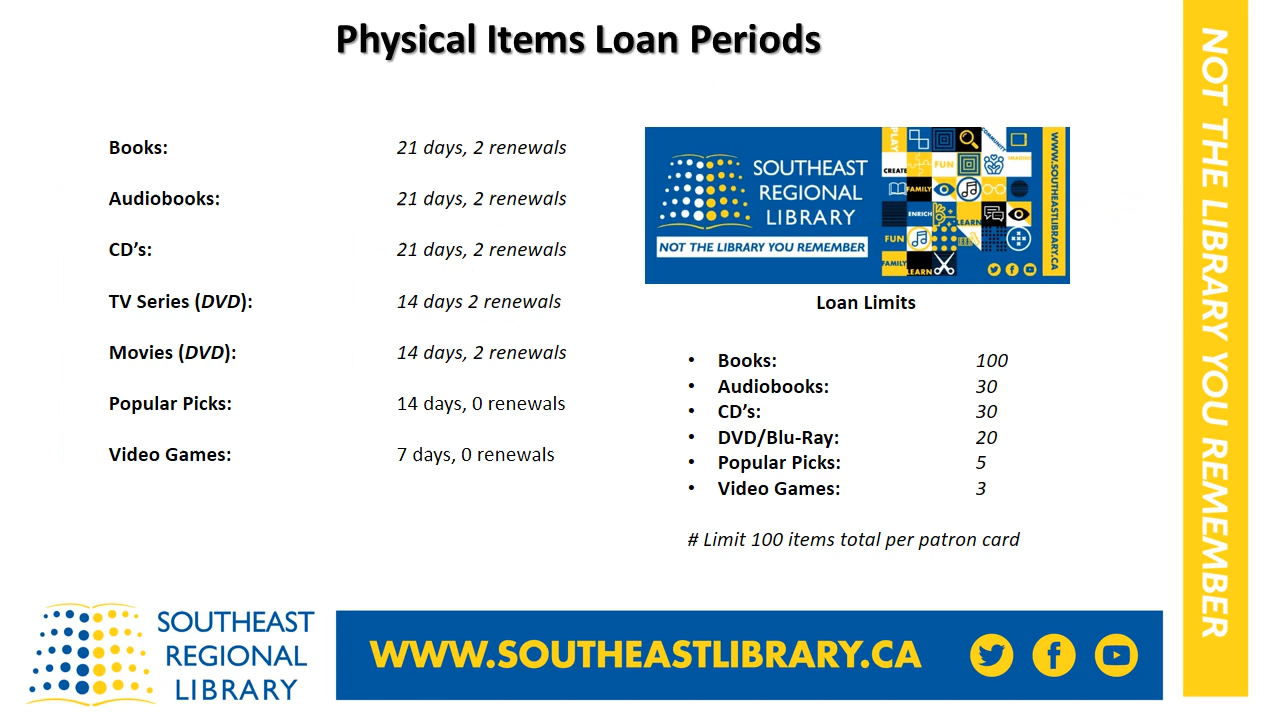 Physical Items Loan Periods
Books: 21 days, 2 renewals
Audiobooks: 21 days, 2 renewals
CD's: 21 days, 2 renewals
TV Series (DVD): 14 days 2 renewals
Movies (DVD): 14 days, 2 renewals
Popular Picks: 14 days, 0 renewals
Video Games: 7 days, 0 renewals
SOUTHEAST
REGIONAL
LIBRARY
NOT THE LIBRARY YOU REMEMBER
PLAY
COMMUNITY
CREATE
FUN
IMAGINE
FAMILY
ENRICH
LEARN
FUN
FAMILY
LEARN
WWW.SOUTHEASTLIBRARY.CA
Loan Limits
• Books: 100
• Audiobooks: 30
• CD's: 30
• DVD/Blu-Ray: 20
• Popular Picks: 5
• Video Games: 3
# Limit 100 items total per patron card
SOUTHEAST
REGIONAL
LIBRARY
WWW.SOUTHEASTLIBRARY.CA
NOT THE LIBRARY YOU REMEMBER